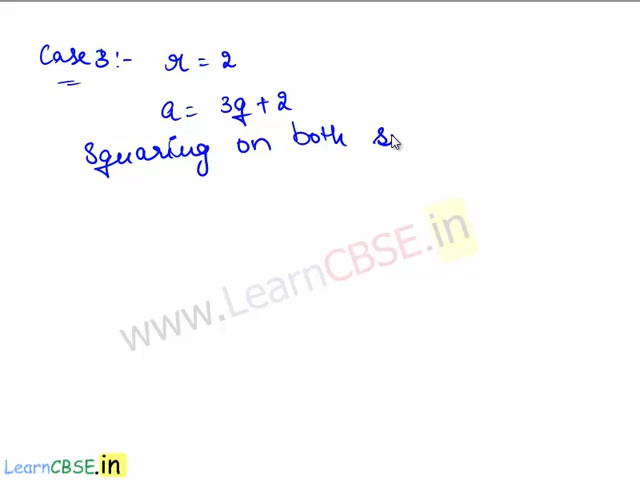 Case 3 :- r = 2
a = 3q + 2
Squaring on both s
www.LearnCBSE.in
LearnCBSE.in